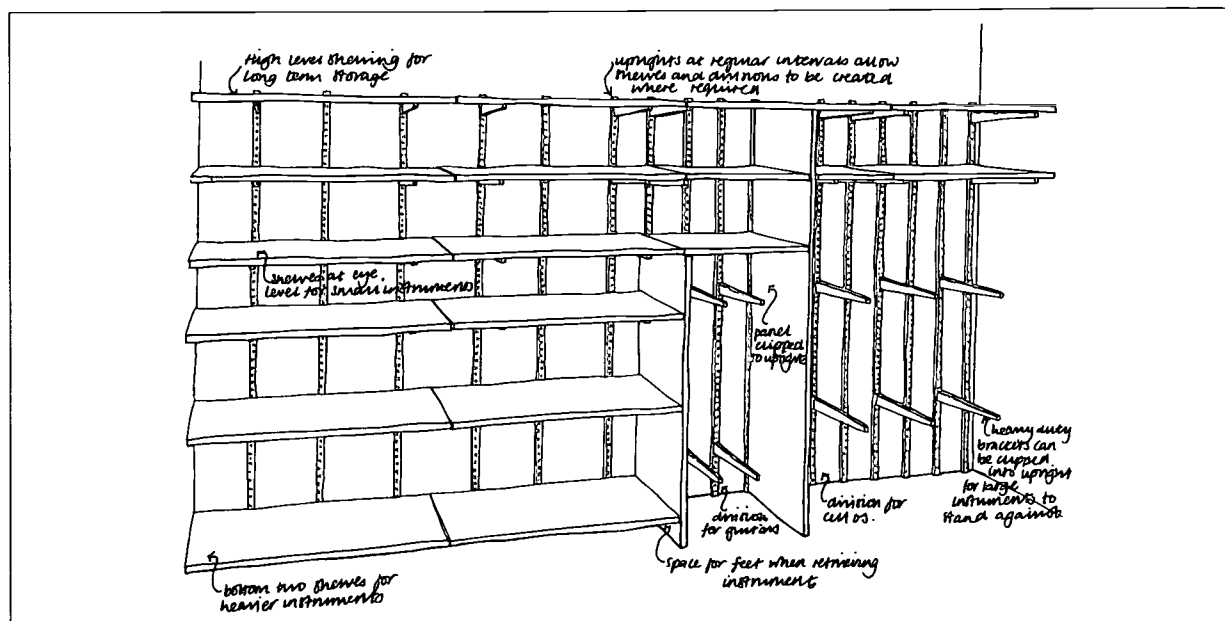 High level shelving for
long term storage
uprights at regular intervals allow
shelves and divisions to be created
where required
shelves at eye
level for small instruments
panel
clipped
to upright
heavy duty
brackets can
be clipped
into upright
for large
instruments to
stand against
division
for guitars
division for
cellos.
space for feet when retrieving
instrument
bottom two shelves for
heavier instruments